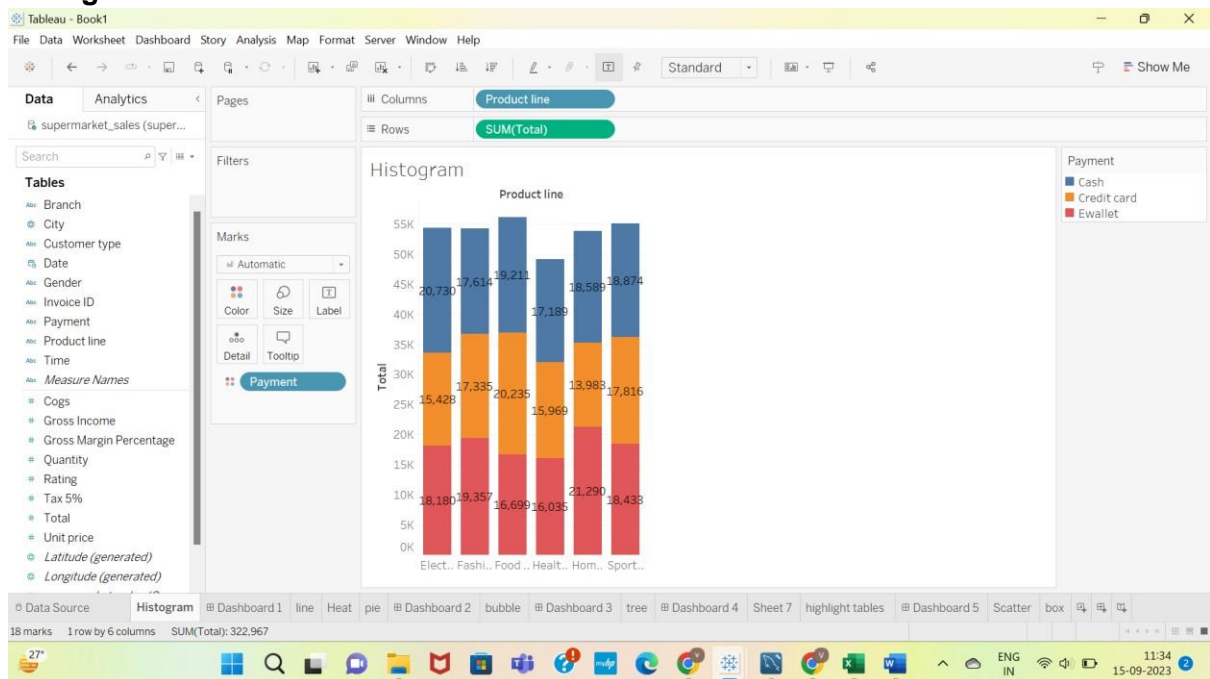 Tableau - Book1
File Data Worksheet Dashboard Story Analysis Map Format Server Window Help
Standard
Show Me
Data Analytics
Pages
Columns Product line
supermarket_sales (super...
Rows SUM(Total)
Search
Filters
Histogram
Payment
Cash
Credit card
Ewallet
Tables
Product line
Abc Branch
City
Abc Customer type
Date
Abc Gender
Abc Invoice ID
Abc Payment
Abc Product line
Abc Time
Abc Measure Names
Cogs
Gross Income
Gross Margin Percentage
Quantity
Rating
Tax 5%
Total
Unit price
Latitude (generated)
Longitude (generated)
Marks
Automatic
Color Size Label
Detail Tooltip
Payment
Total
55K
50K
45K
40K
35K
30K
25K
20K
15K
10K
5K
0K
20,730 17,614 19,211 17,189 18,589 18,874
15,428 17,335 20,235 15,969 13,983 17,816
18,180 19,357 16,699 16,035 21,290 18,433
Elect.. Fashi.. Food .. Healt.. Hom.. Sport..
Data Source Histogram Dashboard 1 line Heat pie Dashboard 2 bubble Dashboard 3 tree Dashboard 4 Sheet 7 highlight tables Dashboard 5 Scatter box
18 marks 1 row by 6 columns SUM(Total): 322,967
27°
ENG
IN
11:34
15-09-2023
2